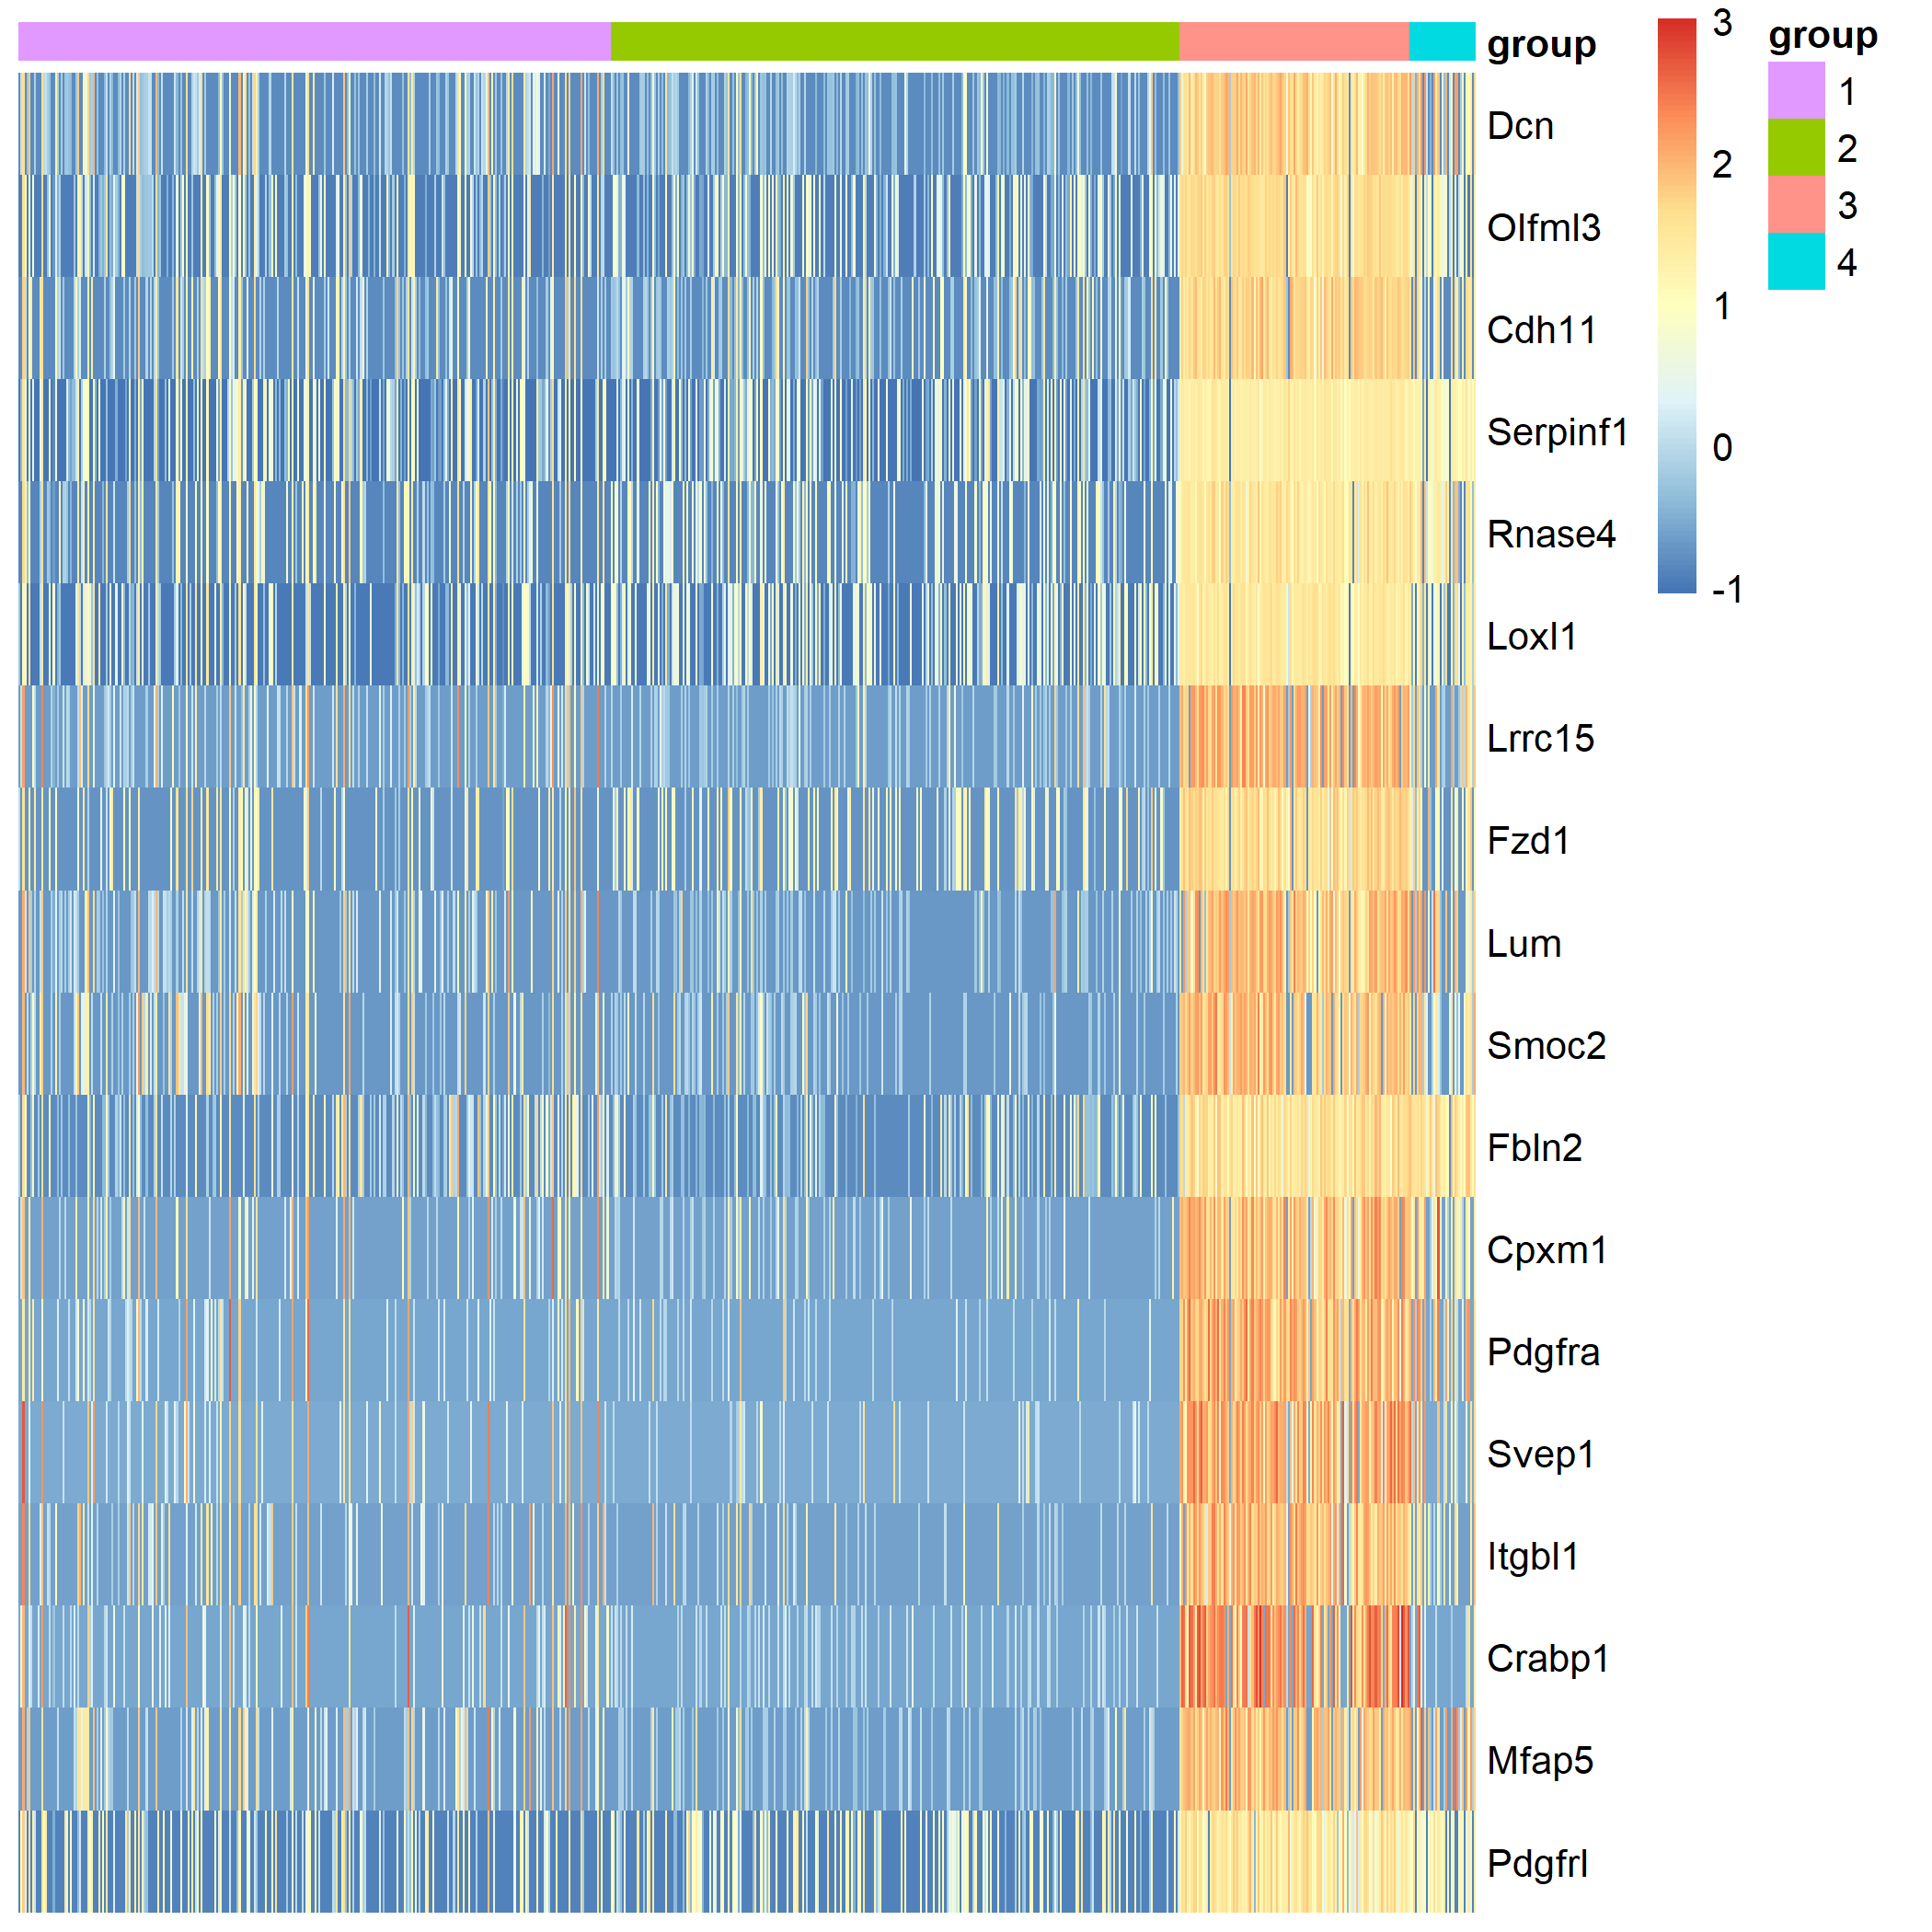 group
Dcn
Olfml3
Cdh11
Serpinf1
Rnase4
Loxl1
Lrrc15
Fzd1
Lum
Smoc2
Fbln2
Cpxm1
Pdgfra
Svep1
Itgbl1
Crabp1
Mfap5
Pdgfrl
3
2
1
0
-1
group
1
2
3
4